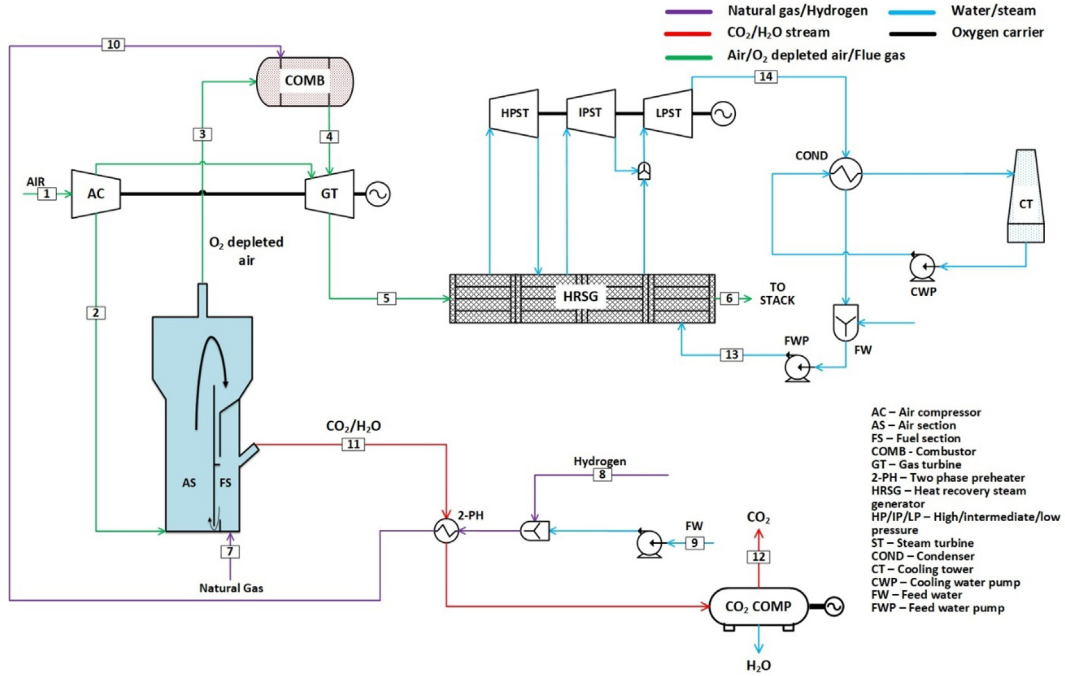 Natural gas/Hydrogen
Water/steam
CO₂/H₂O stream
Oxygen carrier
Air/O₂ depleted air/Flue gas
10
COMB
14
HPST
IPST
LPST
3
4
COND
AIR
1
AC
GT
CT
O₂ depleted
air
CWP
2
5
HRSG
6
TO
STACK
FWP
FW
13
CO₂/H₂O
11
AS
FS
Hydrogen
8
2-PH
FW
9
7
Natural Gas
CO₂
12
CO₂ COMP
H₂O
AC – Air compressor
AS – Air section
FS – Fuel section
COMB - Combustor
GT – Gas turbine
2-PH – Two phase preheater
HRSG – Heat recovery steam
generator
HP/IP/LP – High/intermediate/low
pressure
ST – Steam turbine
COND – Condenser
CT – Cooling tower
CWP – Cooling water pump
FW – Feed water
FWP – Feed water pump